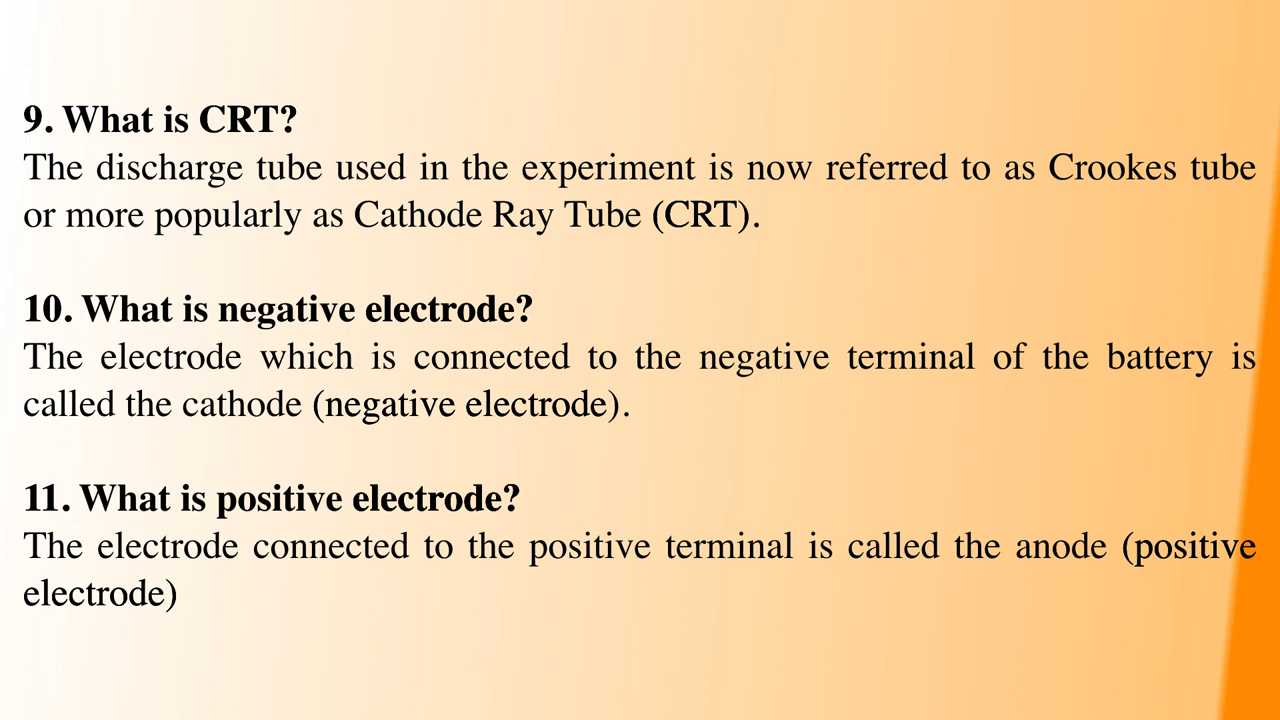 9. What is CRT?
The discharge tube used in the experiment is now referred to as Crookes tube
or more popularly as Cathode Ray Tube (CRT).
10. What is negative electrode?
The electrode which is connected to the negative terminal of the battery is
called the cathode (negative electrode).
11. What is positive electrode?
The electrode connected to the positive terminal is called the anode (positive
electrode)